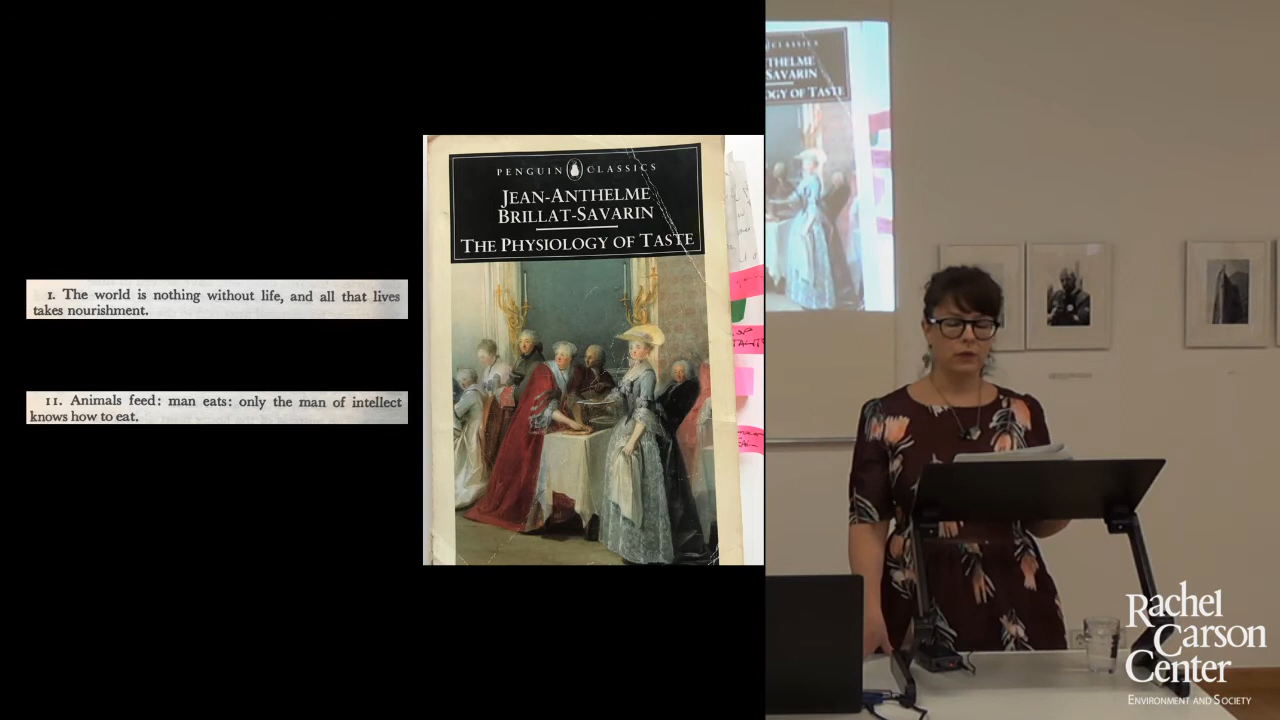 I. The world is nothing without life, and all that lives
takes nourishment.
II. Animals feed: man eats: only the man of intellect
knows how to eat.
PENGUIN CLASSICS
JEAN-ANTHELME
BRILLAT-SAVARIN
THE PHYSIOLOGY OF TASTE
CLASSICS
THELME
SAVARIN
OGY OF TASTE
Rachel
Carson
Center
ENVIRONMENT AND SOCIETY